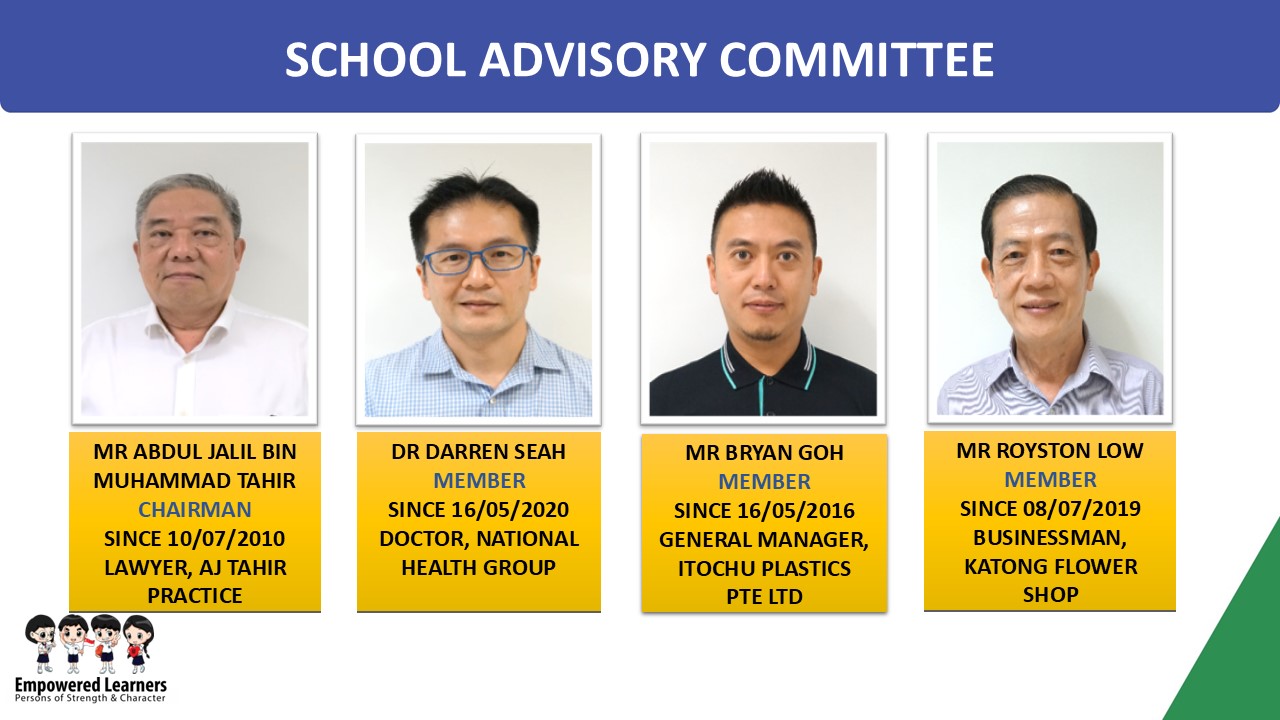 SCHOOL ADVISORY COMMITTEE
MR ABDUL JALIL BIN
MUHAMMAD TAHIR
CHAIRMAN
SINCE 10/07/2010
LAWYER, AJ TAHIR
PRACTICE
DR DARREN SEAH
MEMBER
SINCE 16/05/2020
DOCTOR, NATIONAL
HEALTH GROUP
MR BRYAN GOH
MEMBER
SINCE 16/05/2016
GENERAL MANAGER,
ITOCHU PLASTICS
PTE LTD
MR ROYSTON LOW
MEMBER
SINCE 08/07/2019
BUSINESSMAN,
KATONG FLOWER
SHOP
Empowered Learners
Persons of Strength & Character